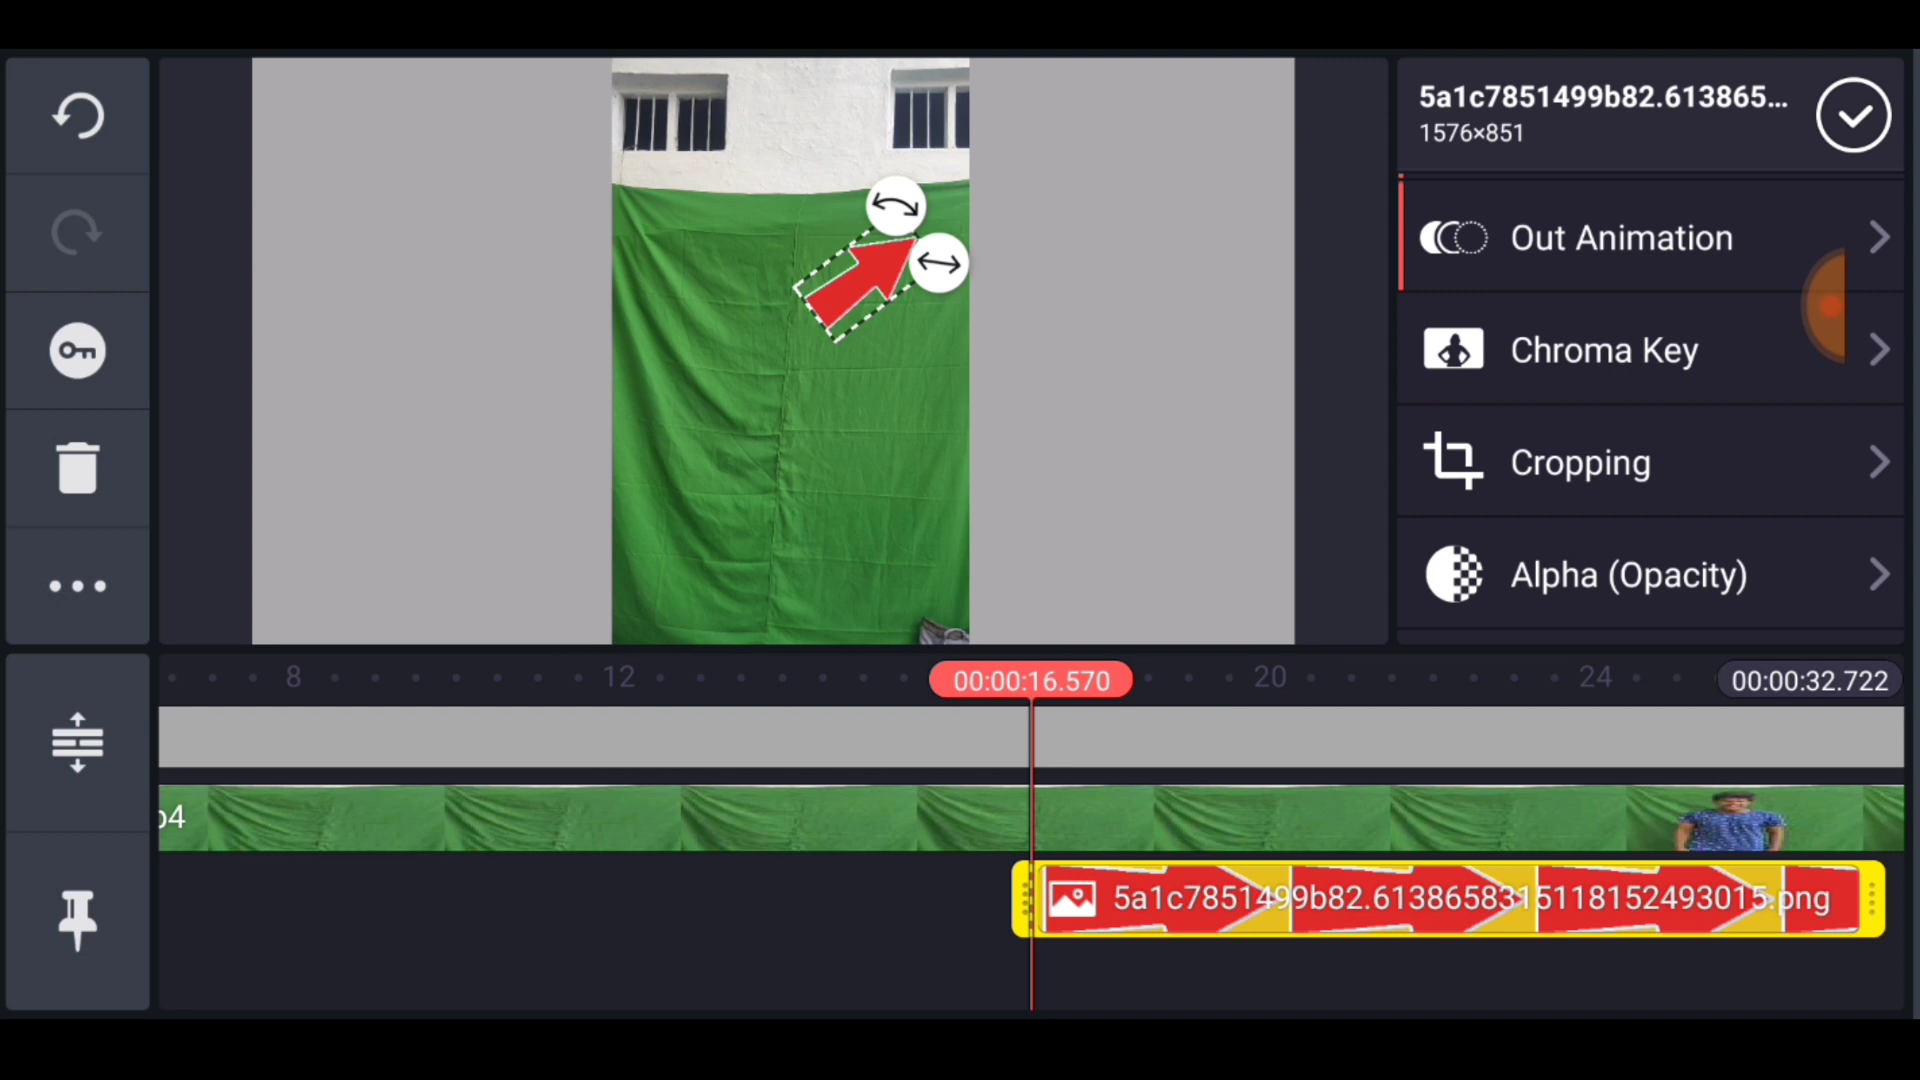 5a1c7851499b82.613865...
1576×851
Out Animation
Chroma Key
Cropping
Alpha (Opacity)
8
12
00:00:16.570
20
24
00:00:32.722
p4
5a1c7851499b82.6138658315118152493015.png